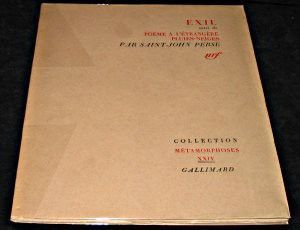 EXIL
suivi de
POÈME A L'ÉTRANGÈRE
PLUIES-NEIGES
PAR SAINT-JOHN PERSE
nrf
COLLECTION
MÉTAMORPHOSES
XXIV
GALLIMARD